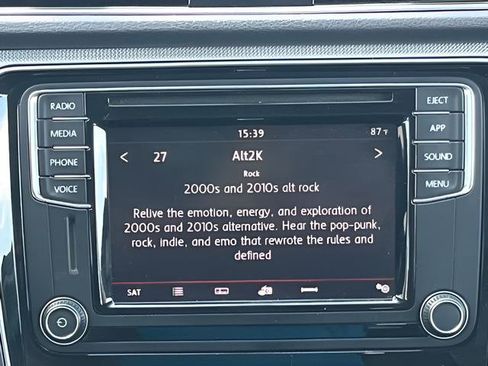 RADIO
MEDIA
PHONE
VOICE
EJECT
APP
SOUND
MENU
15:39 87°F
< 27 Alt2K >
Rock
2000s and 2010s alt rock
Relive the emotion, energy, and exploration of
2000s and 2010s alternative. Hear the pop-punk,
rock, indie, and emo that rewrote the rules and
defined
SAT